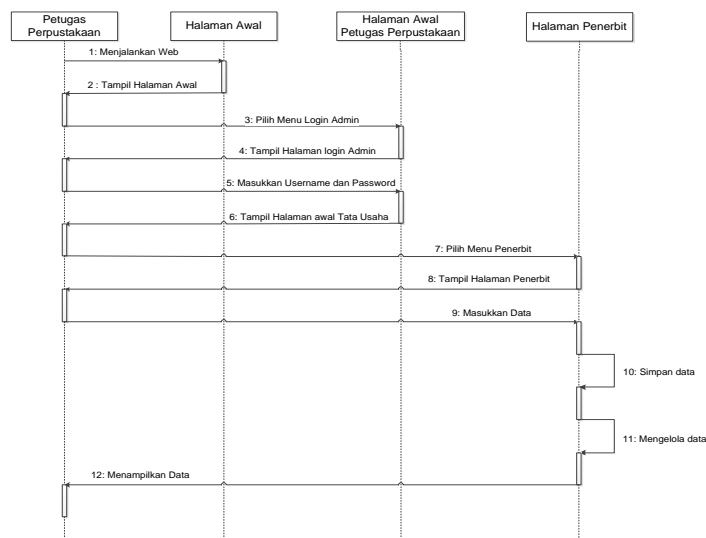 Petugas
Perpustakaan
Halaman Awal
Halaman Awal
Petugas Perpustakaan
Halaman Penerbit
1: Menjalankan Web
2 : Tampil Halaman Awal
3: Pilih Menu Login Admin
4: Tampil Halaman login Admin
5: Masukkan Username dan Password
6: Tampil Halaman awal Tata Usaha
7: Pilih Menu Penerbit
8: Tampil Halaman Penerbit
9: Masukkan Data
10: Simpan data
11: Mengelola data
12: Menampilkan Data